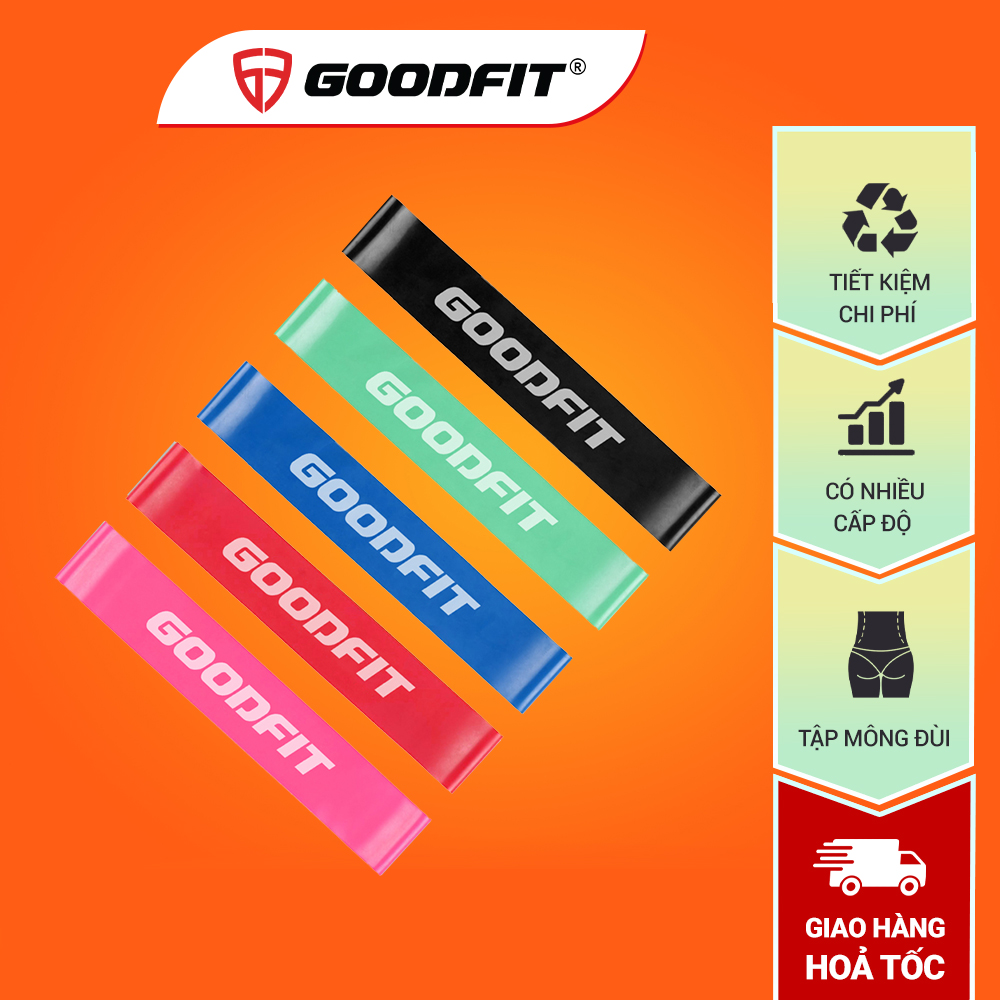 GOODFIT®
GOODFIT
GOODFIT
GOODFIT
GOODFIT
GOODFIT
TIẾT KIỆM
CHI PHÍ
CÓ NHIỀU
CẤP ĐỘ
TẬP MÔNG ĐÙI
GIAO HÀNG
HOẢ TỐC